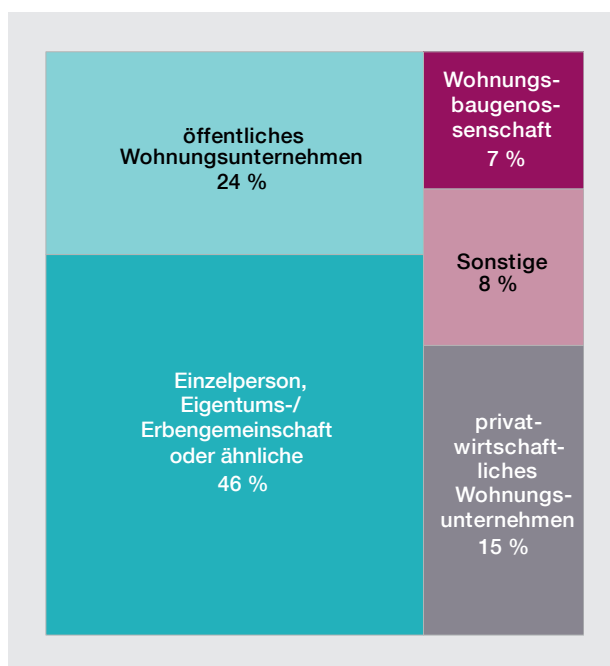 öffentliches
Wohnungsunternehmen
24 %
Wohnungs-
baugenos-
senschaft
7 %
Sonstige
8 %
Einzelperson,
Eigentums-/
Erbengemeinschaft
oder ähnliche
46 %
privat-
wirtschaft-
liches
Wohnungs-
unternehmen
15 %